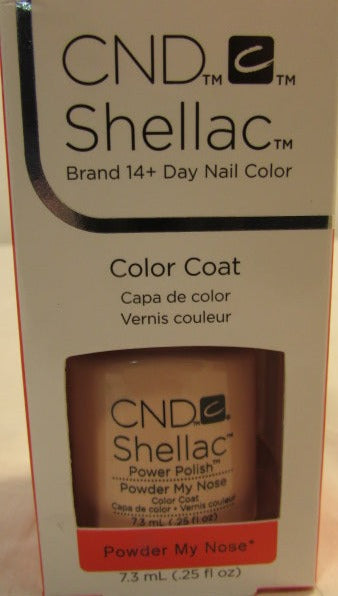 CND™ c™
Shellac™
Brand 14+ Day Nail Color
Color Coat
Capa de color
Vernis couleur
CND c®
Shellac™
Power Polish™
Powder My Nose
Color Coat
Capa de color • Vernis couleur
7.3 mL (.25 fl oz)
Powder My Nose*
7.3 mL (.25 fl oz)